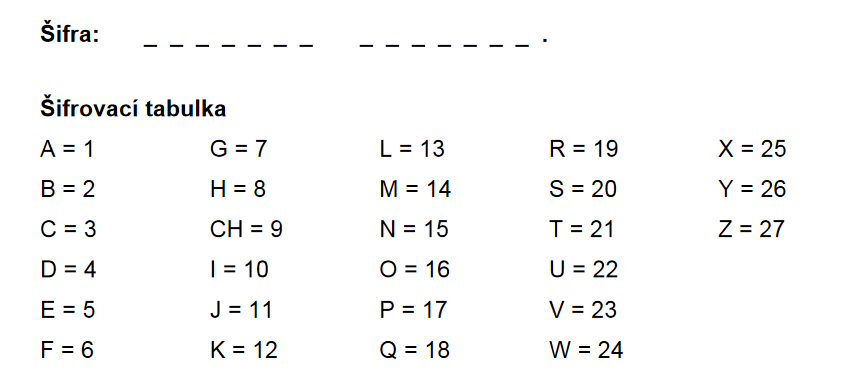 Šifra: _ _ _ _ _ _ _ _ _ _ _ _ _ _ .
Šifrovací tabulka
A = 1 G = 7 L = 13 R = 19 X = 25
B = 2 H = 8 M = 14 S = 20 Y = 26
C = 3 CH = 9 N = 15 T = 21 Z = 27
D = 4 I = 10 O = 16 U = 22
E = 5 J = 11 P = 17 V = 23
F = 6 K = 12 Q = 18 W = 24